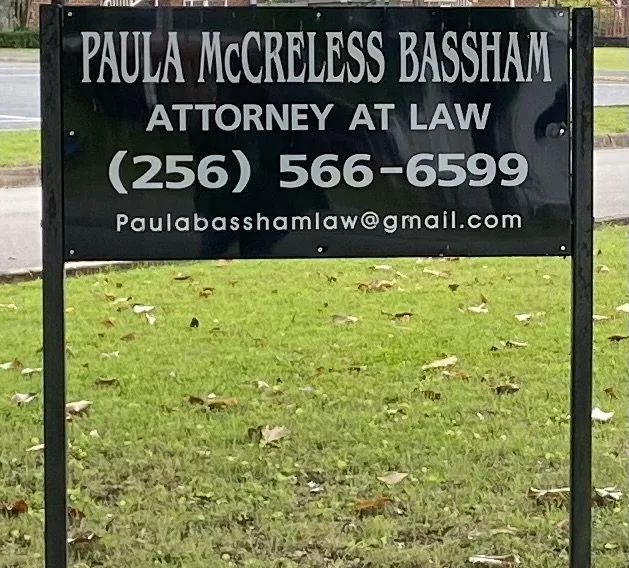 PAULA McCRELESS BASSHAM
ATTORNEY AT LAW
(256) 566-6599
Paulabasshamlaw@gmail.com